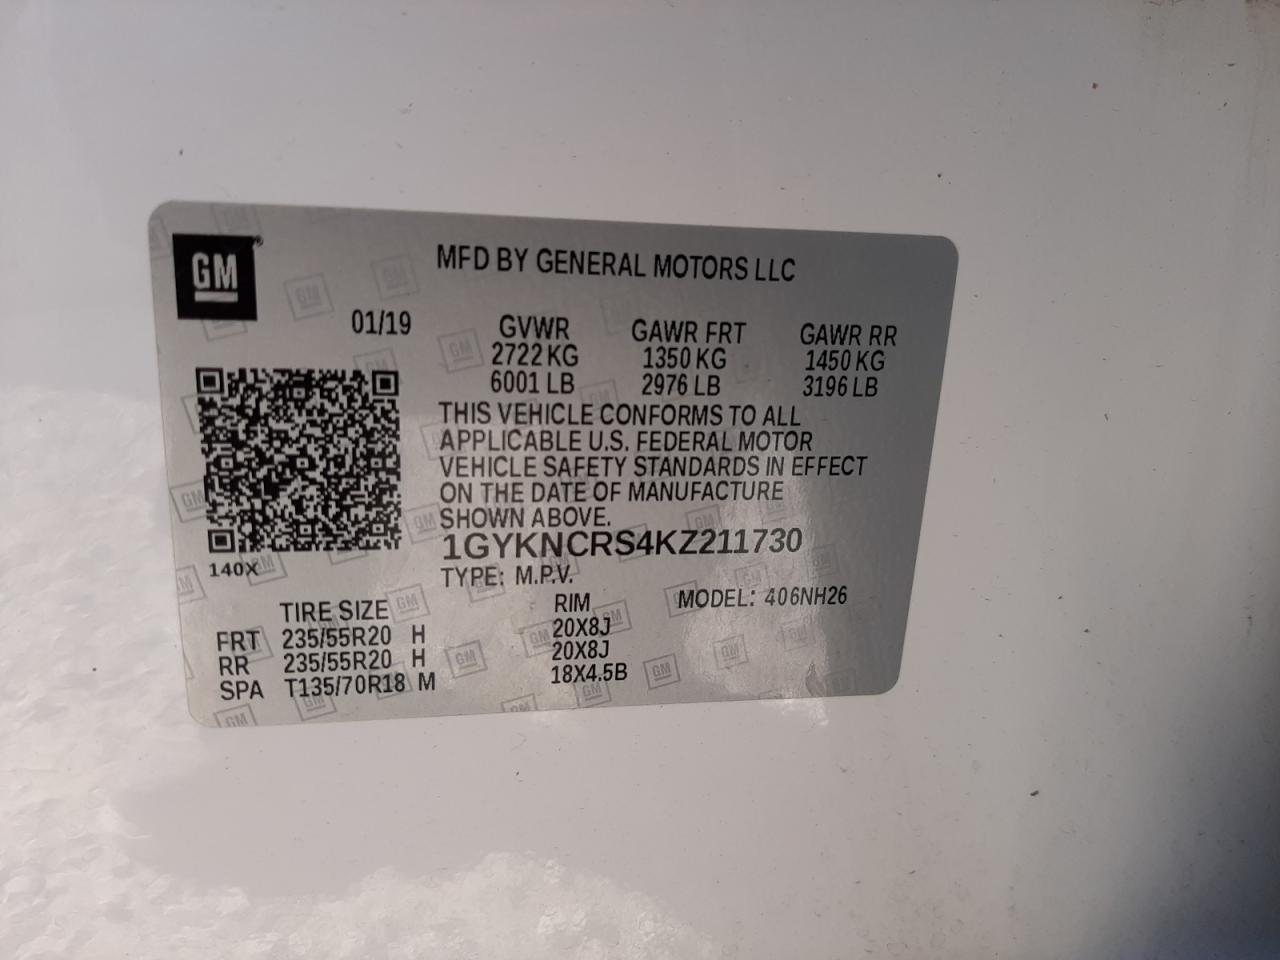 GM
MFD BY GENERAL MOTORS LLC
01/19 GVWR GAWR FRT GAWR RR
2722 KG 1350 KG 1450 KG
6001 LB 2976 LB 3196 LB
THIS VEHICLE CONFORMS TO ALL
APPLICABLE U.S. FEDERAL MOTOR
VEHICLE SAFETY STANDARDS IN EFFECT
ON THE DATE OF MANUFACTURE
SHOWN ABOVE.
1GYKNCRS4KZ211730
140X
TYPE: M.P.V.
TIRE SIZE RIM MODEL: 406NH26
FRT 235/55R20 H 20X8J
RR 235/55R20 H 20X8J
SPA T135/70R18 M 18X4.5B